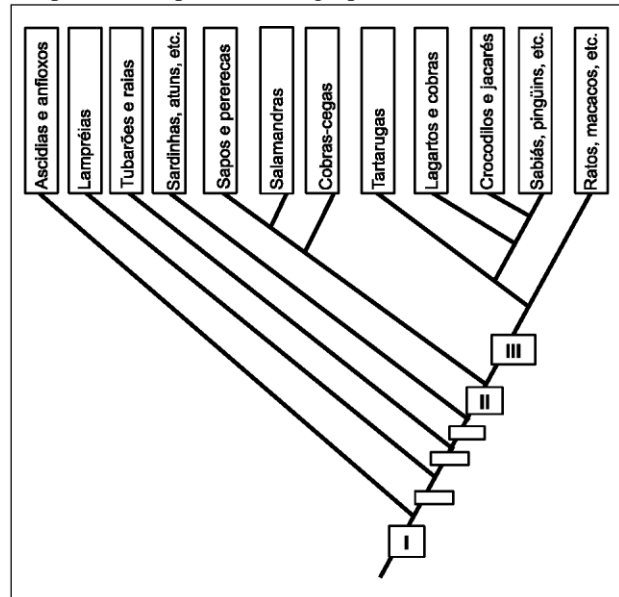 Ascidias e anfioxos
Lampréias
Tubarões e raias
Sardinhas, atuns, etc.
Sapos e pererecas
Salamandras
Cobras-cegas
Tartarugas
Lagartos e cobras
Crocodilos e jacarés
Sabiás, pingüins, etc.
Ratos, macacos, etc.
III
II
I